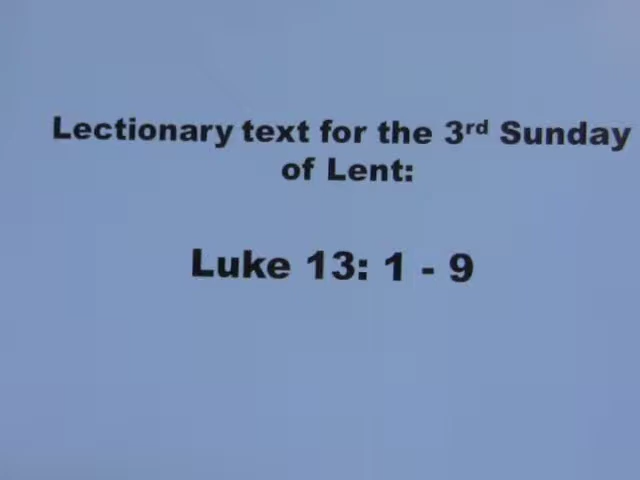 Lectionary text for the 3rd Sunday
of Lent:
Luke 13: 1 - 9